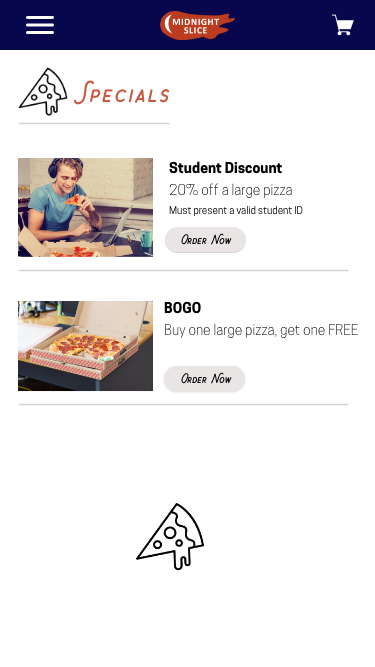 MIDNIGHT
SLICE
Specials
Student Discount
20% off a large pizza
Must present a valid student ID
Order Now
BOGO
Buy one large pizza, get one FREE
Order Now